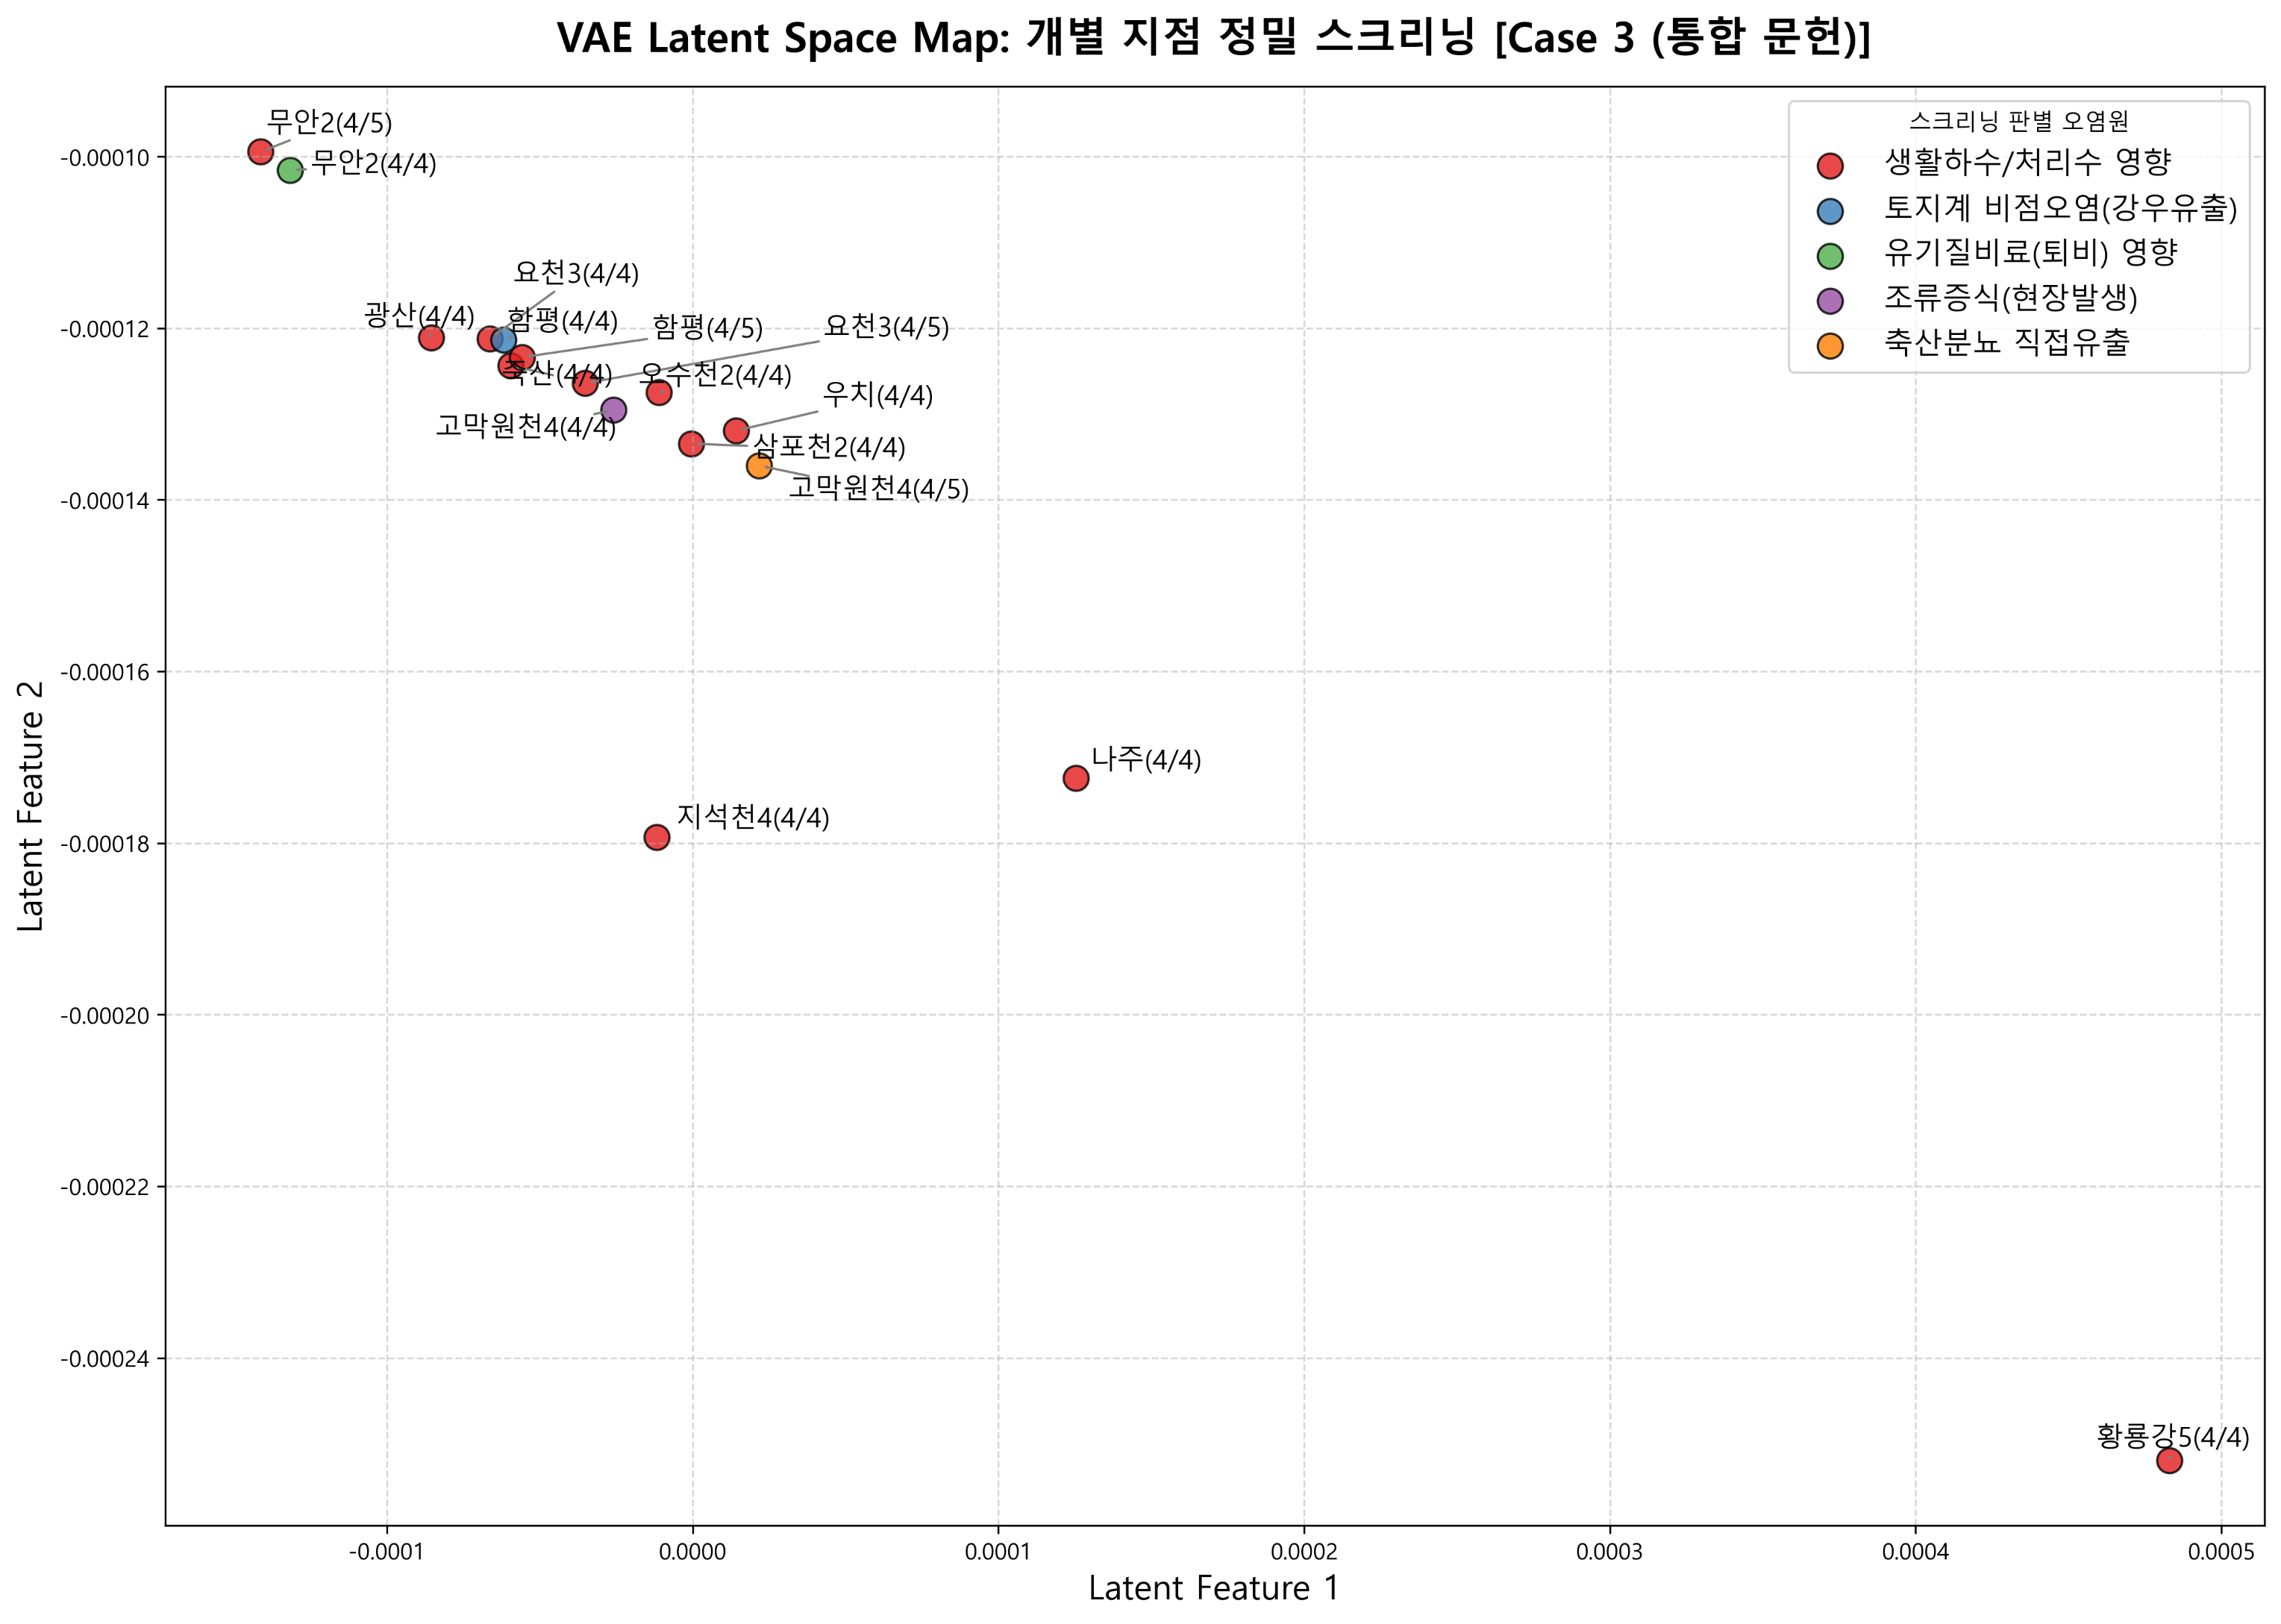 VAE Latent Space Map: 개별 지점 정밀 스크리닝 [Case 3 (통합 문헌)]
스크리닝 판별 오염원
생활하수/처리수 영향
토지계 비점오염(강우유출)
유기질비료(퇴비) 영향
조류증식(현장발생)
축산분뇨 직접유출
무안2(4/5)
무안2(4/4)
요천3(4/4)
광산(4/4)
함평(4/4)
함평(4/5)
요천3(4/5)
죽산(4/4)
오수천2(4/4)
우치(4/4)
고막원천4(4/4)
삼포천2(4/4)
고막원천4(4/5)
나주(4/4)
지석천4(4/4)
황룡강5(4/4)
Latent Feature 2
-0.00010
-0.00012
-0.00014
-0.00016
-0.00018
-0.00020
-0.00022
-0.00024
-0.0001
0.0000
0.0001
0.0002
0.0003
0.0004
0.0005
Latent Feature 1